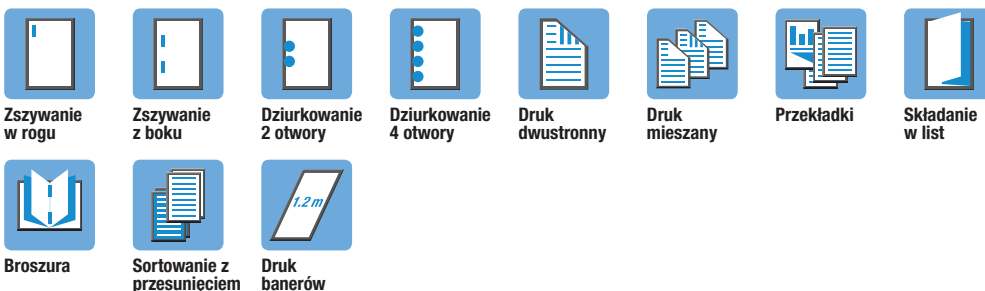 Zszywanie
w rogu
Zszywanie
z boku
Dziurkowanie
2 otwory
Dziurkowanie
4 otwory
Druk
dwustronny
Druk
mieszany
Przekładki
Składanie
w list
1.2 m
Broszura
Sortowanie z
przesunięciem
Druk
banerów